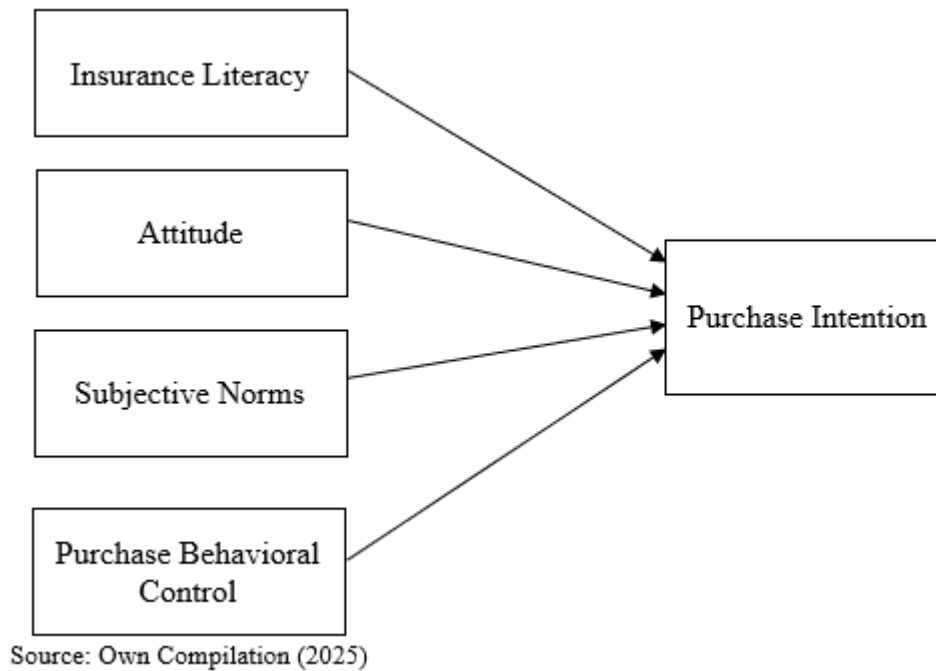 Insurance Literacy
Attitude
Subjective Norms
Purchase Behavioral
Control
Purchase Intention
Source: Own Compilation (2025)